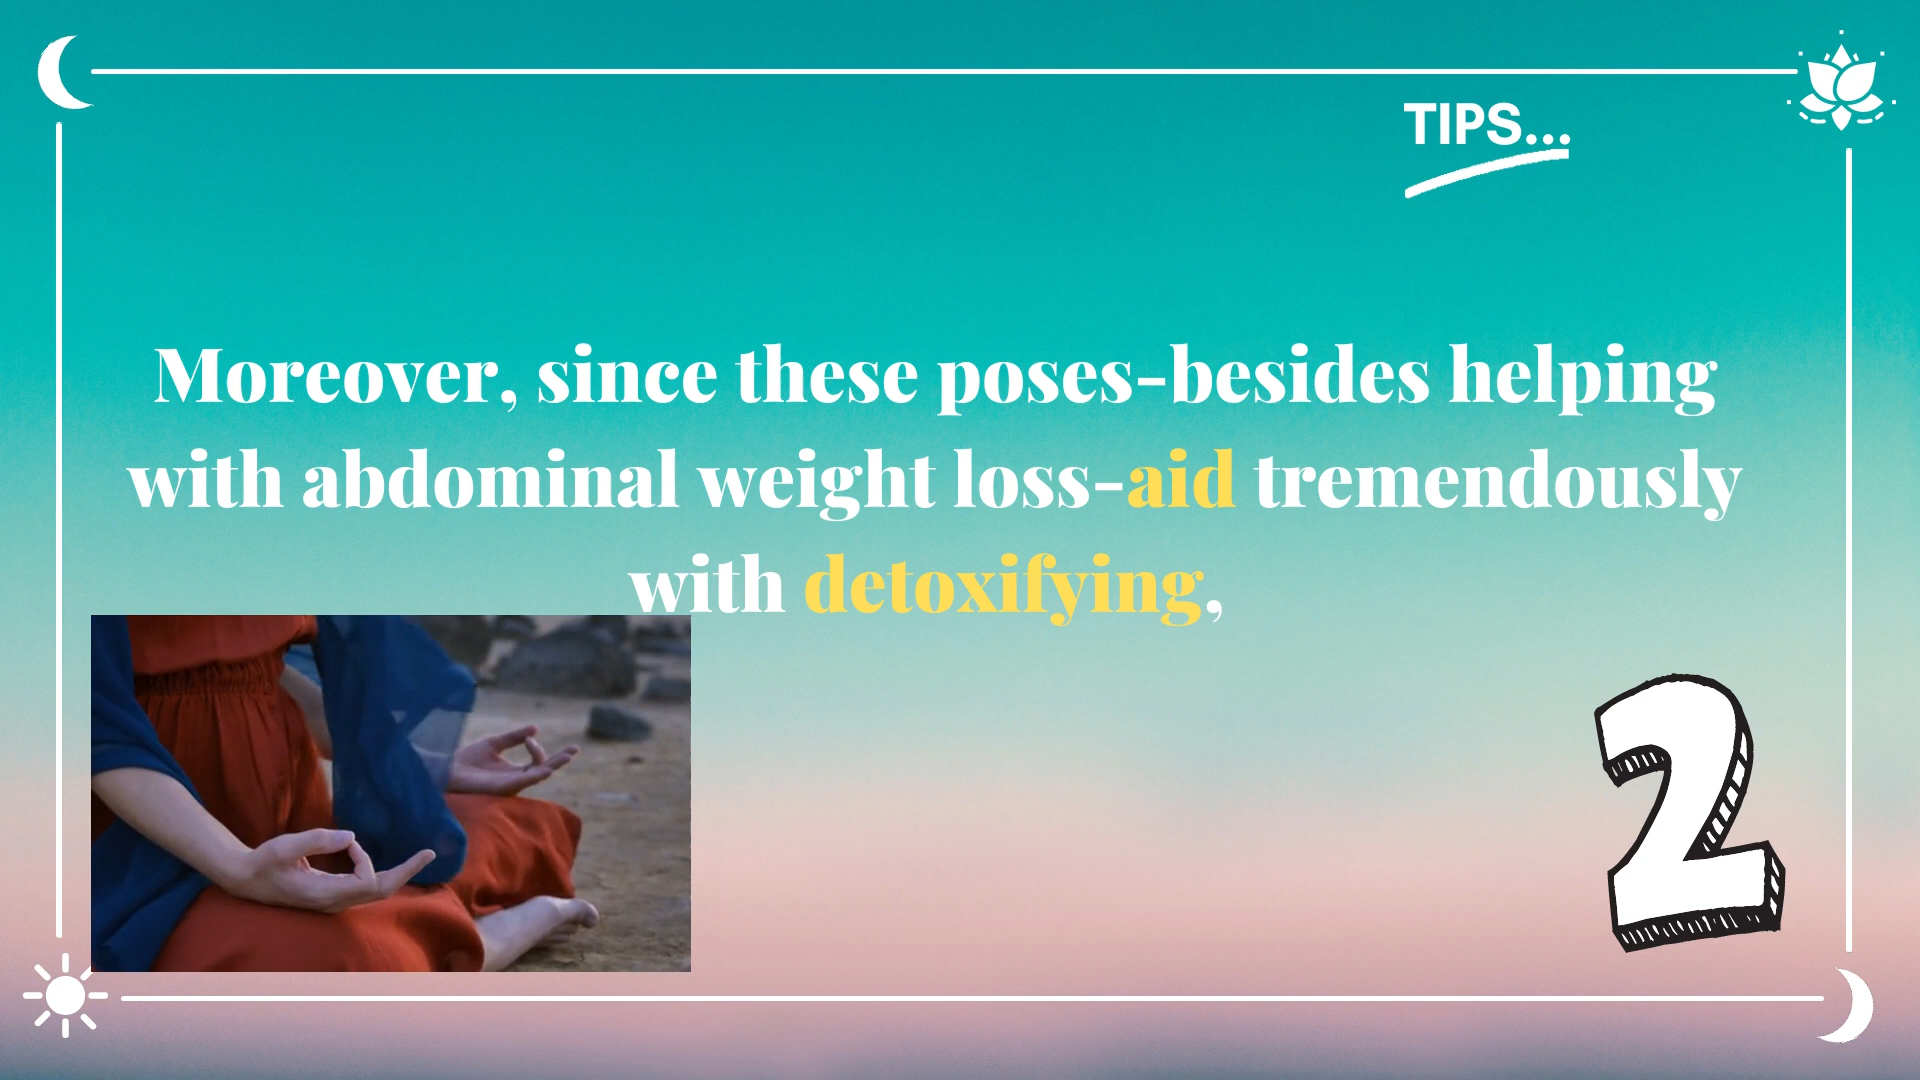 TIPS...
Moreover, since these poses-besides helping
with abdominal weight loss-aid tremendously
with detoxifying,
2